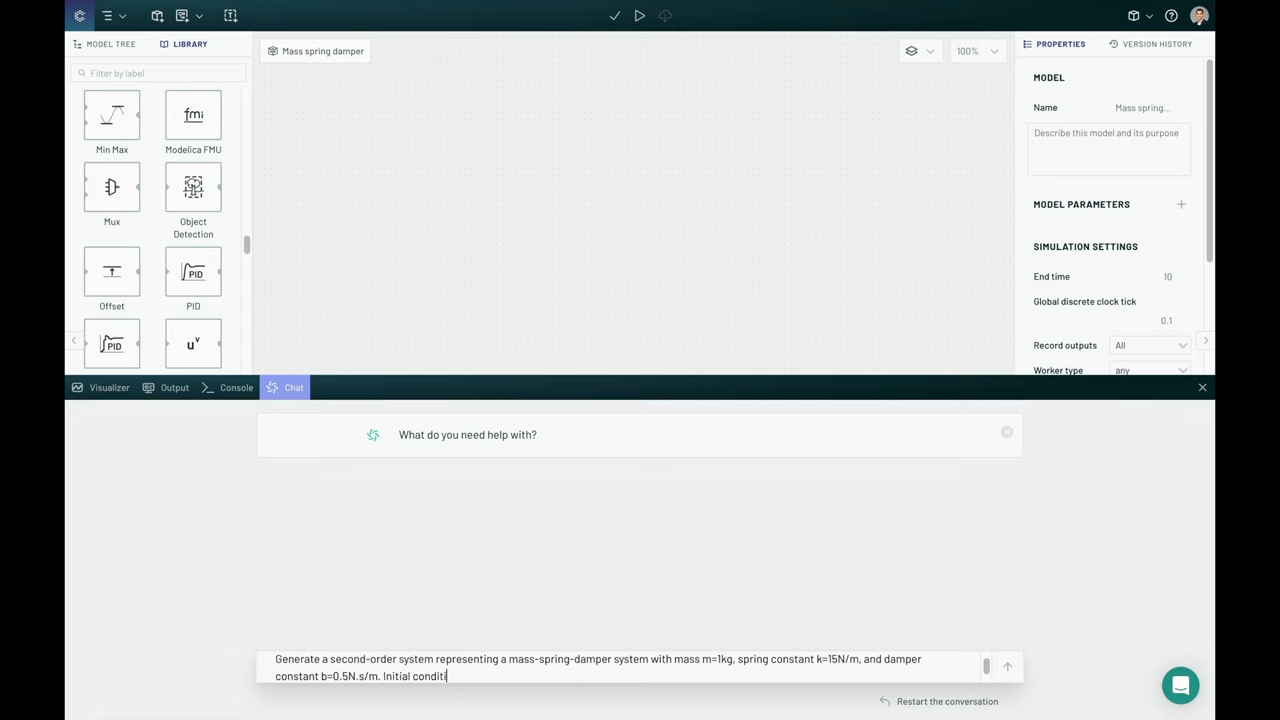 MODEL TREE
LIBRARY
Filter by label
Min Max
fmi
Modelica FMU
Mux
Object
Detection
Offset
PID
PID
PID
uv
Mass spring damper
100%
PROPERTIES
VERSION HISTORY
MODEL
Name
Mass spring...
Describe this model and its purpose
MODEL PARAMETERS
SIMULATION SETTINGS
End time
10
Global discrete clock tick
0.1
Record outputs
All
Worker type
any
Visualizer
Output
Console
Chat
What do you need help with?
Generate a second-order system representing a mass-spring-damper system with mass m=1kg, spring constant k=15N/m, and damper
constant b=0.5N.s/m. Initial conditi
Restart the conversation